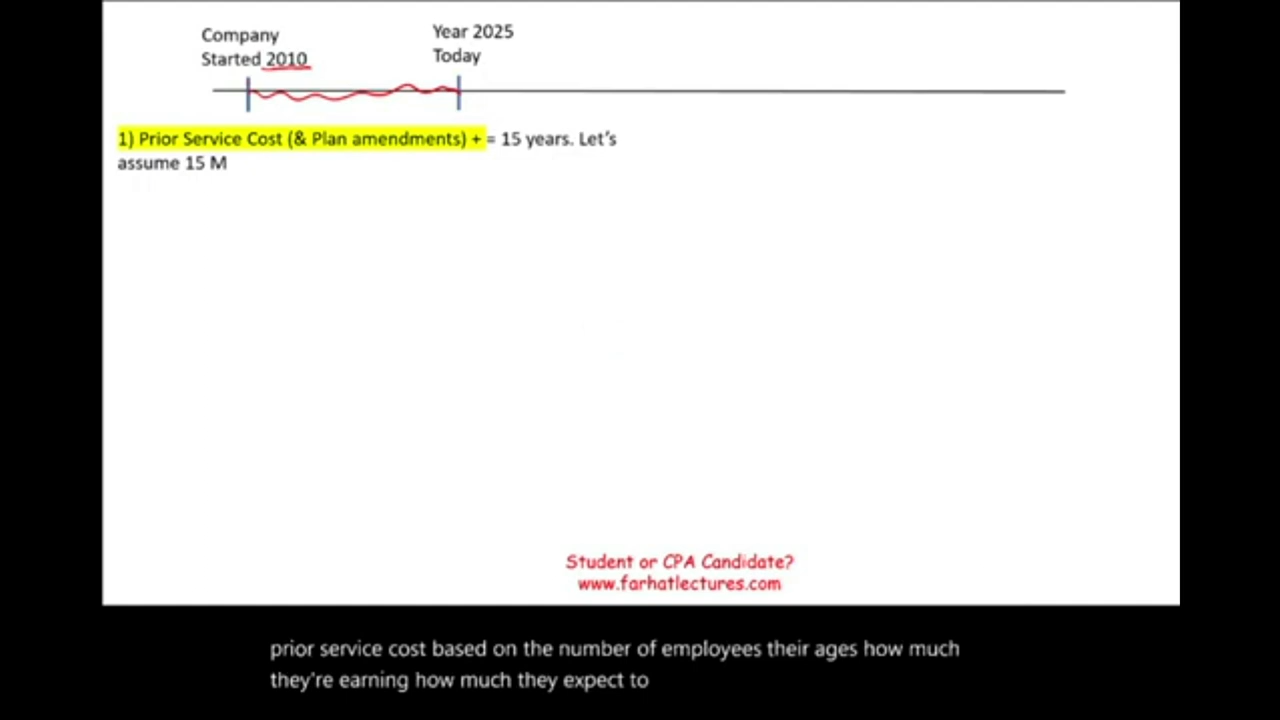 Company
Started 2010
Year 2025
Today
1) Prior Service Cost (& Plan amendments) + = 15 years. Let's
assume 15 M
Student or CPA Candidate?
www.farhatlectures.com
prior service cost based on the number of employees their ages how much
they're earning how much they expect to